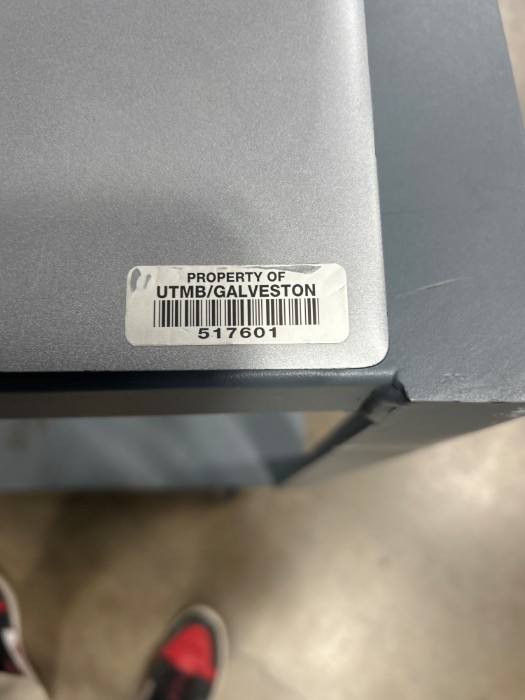 PROPERTY OF
UTMB/GALVESTON
517601